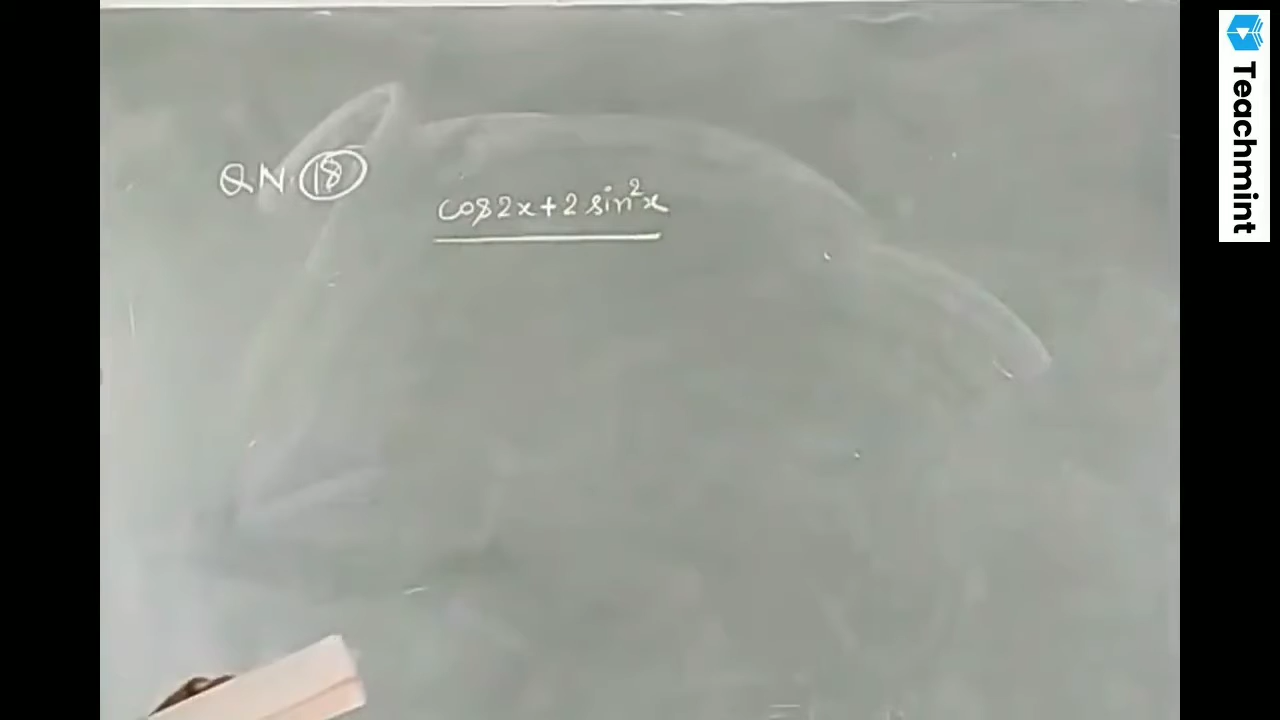 Q.N. 18
cos2x+2 sin²x
Teachmint